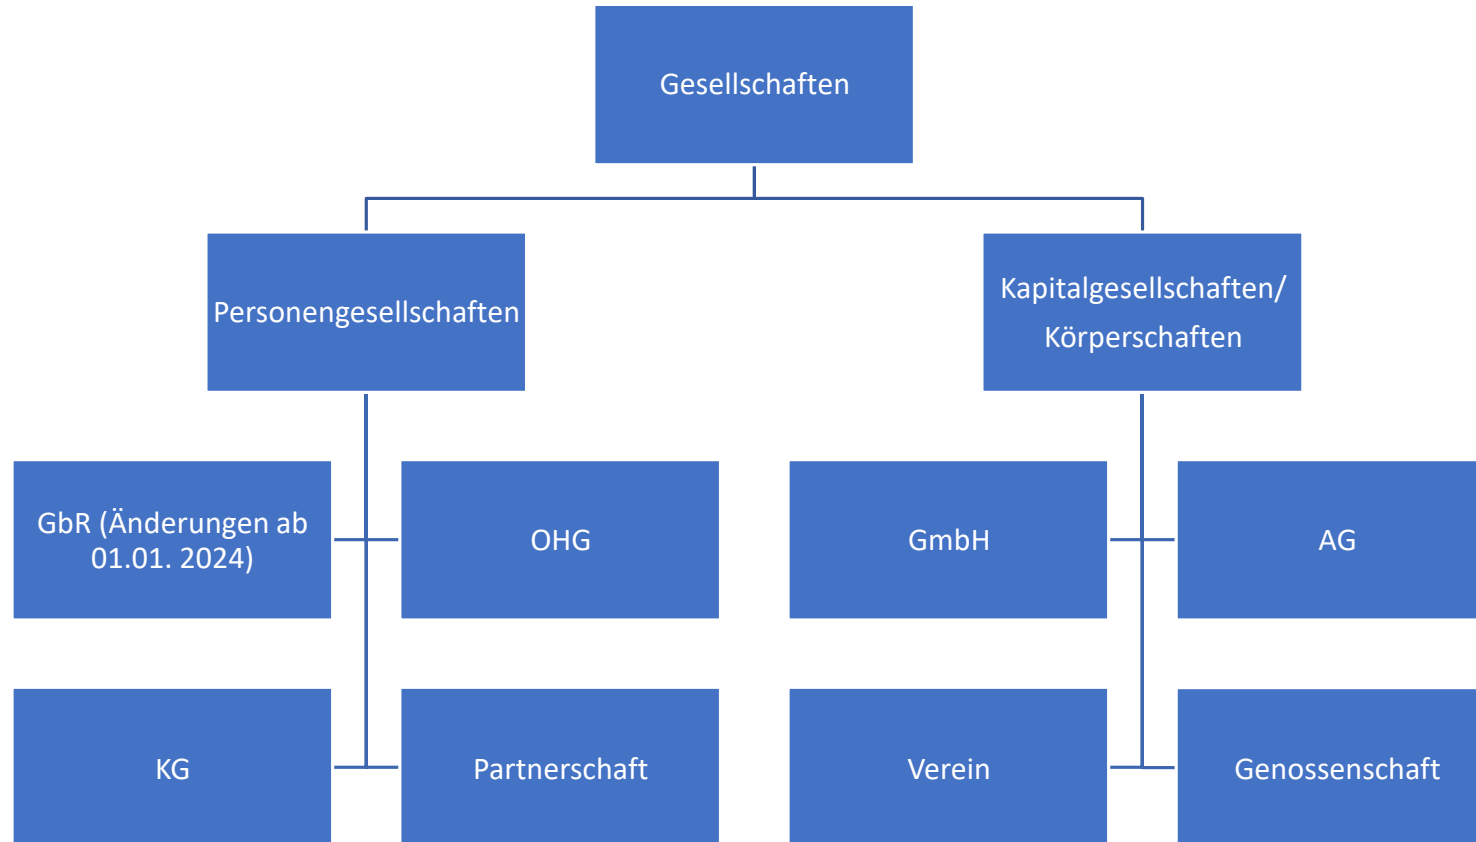 Gesellschaften
Personengesellschaften
Kapitalgesellschaften/
Körperschaften
GbR (Änderungen ab
01.01. 2024)
OHG
GmbH
AG
KG
Partnerschaft
Verein
Genossenschaft